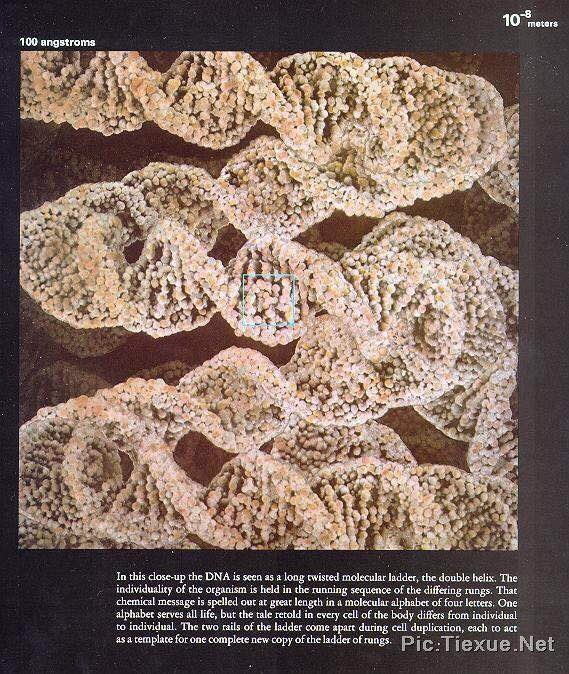 10⁻⁸ meters
100 angstroms
In this close-up the DNA is seen as a long twisted molecular ladder, the double helix. The
individuality of the organism is held in the running sequence of the differing rungs. That
chemical message is spelled out at great length in a molecular alphabet of four letters. One
alphabet serves all life, but the tale retold in every cell of the body differs from individual
to individual. The two rails of the ladder come apart during cell duplication, each to act
as a template for one complete new copy of the ladder of rungs.
Pic.Tiexue.Net